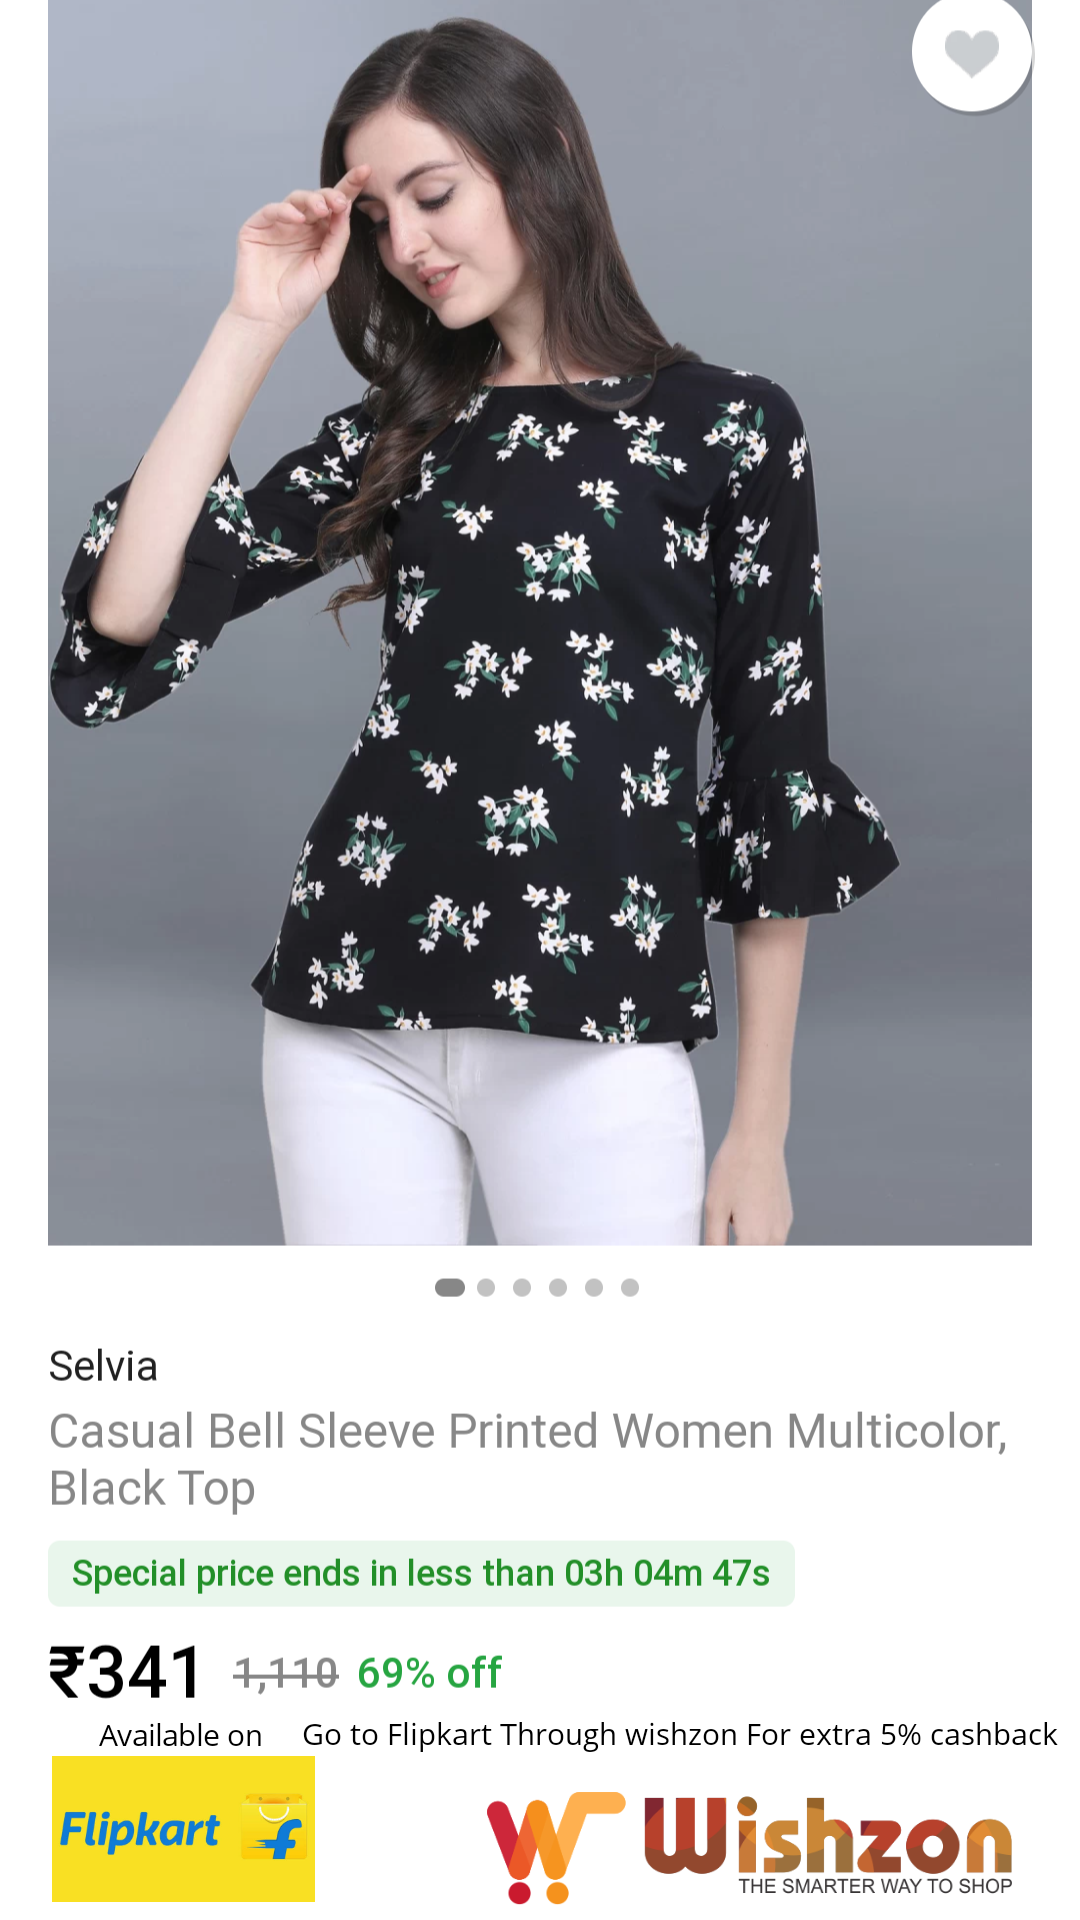 Selvia
Casual Bell Sleeve Printed Women Multicolor,
Black Top
Special price ends in less than 03h 04m 47s
₹341 1,110 69% off
Available on Go to Flipkart Through wishzon For extra 5% cashback
Flipkart f
Wishzon
THE SMARTER WAY TO SHOP